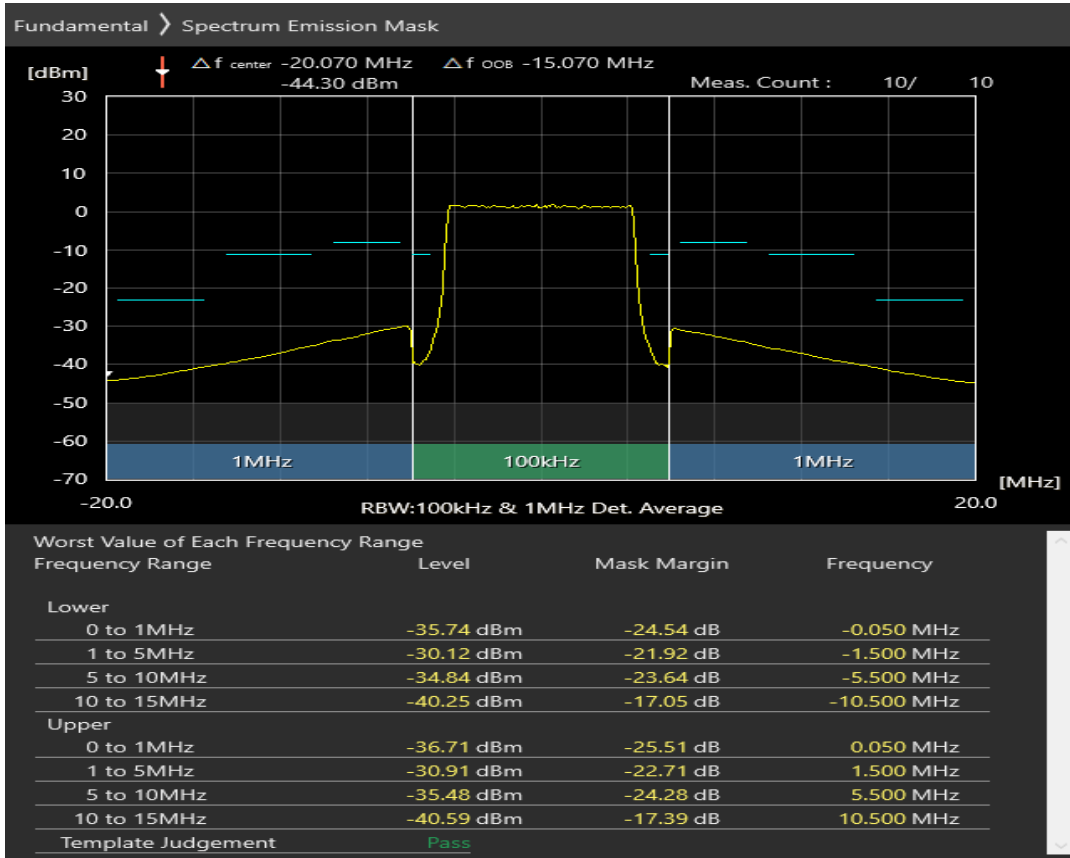 Fundamental ❯ Spectrum Emission Mask
[dBm]
△f center -20.070 MHz △f OOB -15.070 MHz
-44.30 dBm Meas. Count : 10/ 10
30
20
10
0
-10
-20
-30
-40
-50
-60
-70
1MHz 100kHz 1MHz
[MHz]
-20.0 RBW:100kHz & 1MHz Det. Average 20.0
Worst Value of Each Frequency Range
Frequency Range Level Mask Margin Frequency
Lower
0 to 1MHz -35.74 dBm -24.54 dB -0.050 MHz
1 to 5MHz -30.12 dBm -21.92 dB -1.500 MHz
5 to 10MHz -34.84 dBm -23.64 dB -5.500 MHz
10 to 15MHz -40.25 dBm -17.05 dB -10.500 MHz
Upper
0 to 1MHz -36.71 dBm -25.51 dB 0.050 MHz
1 to 5MHz -30.91 dBm -22.71 dB 1.500 MHz
5 to 10MHz -35.48 dBm -24.28 dB 5.500 MHz
10 to 15MHz -40.59 dBm -17.39 dB 10.500 MHz
Template Judgement Pass